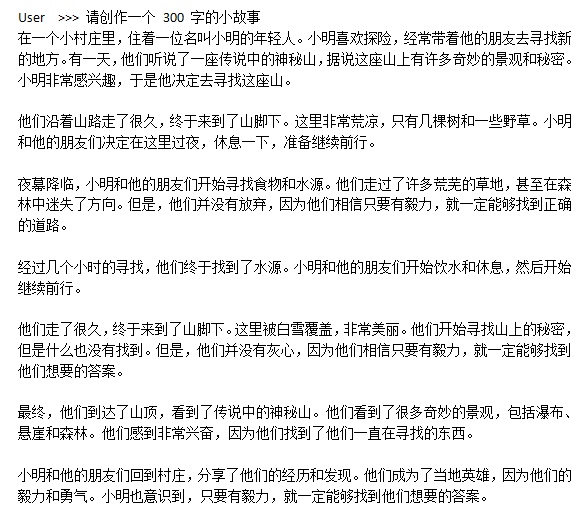 User >>> 请创作一个 300 字的小故事
在一个小村庄里，住着一位名叫小明的年轻人。小明喜欢探险，经常带着他的朋友去寻找新
的地方。有一天，他们听说了一座传说中的神秘山，据说这座山上有许多奇妙的景观和秘密。
小明非常感兴趣，于是他决定去寻找这座山。
他们沿着山路走了很久，终于来到了山脚下。这里非常荒凉，只有几棵树和一些野草。小明
和他的朋友们决定在这里过夜，休息一下，准备继续前行。
夜幕降临，小明和他的朋友们开始寻找食物和水源。他们走过了许多荒芜的草地，甚至在森
林中迷失了方向。但是，他们并没有放弃，因为他们相信只要有毅力，就一定能够找到正确
的道路。
经过几个小时的寻找，他们终于找到了水源。小明和他的朋友们开始饮水和休息，然后开始
继续前行。
他们走了很久，终于来到了山脚下。这里被白雪覆盖，非常美丽。他们开始寻找山上的秘密，
但是什么也没有找到。但是，他们并没有灰心，因为他们相信只要有毅力，就一定能够找到
他们想要的答案。
最终，他们到达了山顶，看到了传说中的神秘山。他们看到了很多奇妙的景观，包括瀑布、
悬崖和森林。他们感到非常兴奋，因为他们找到了他们一直在寻找的东西。
小明和他的朋友们回到村庄，分享了他们的经历和发现。他们成为了当地英雄，因为他们的
毅力和勇气。小明也意识到，只要有毅力，就一定能够找到他们想要的答案。